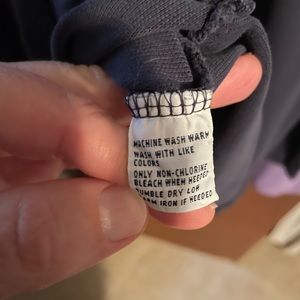 MACHINE WASH WARM
WASH WITH LIKE
COLORS
ONLY NON-CHLORINE
BLEACH WHEN NEEDED
TUMBLE DRY LOW
IRON IF NEEDED